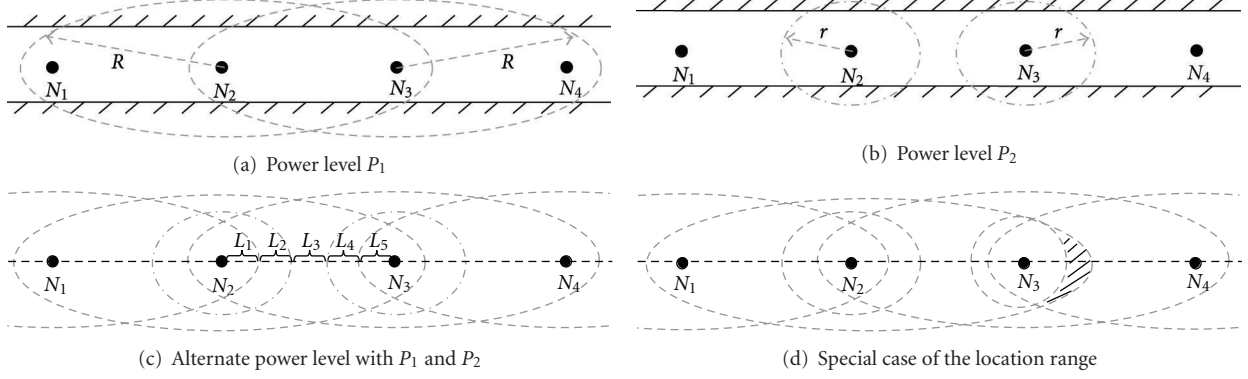 R
R
N1
N2
N3
N4
(a) Power level P1
r
r
N1
N2
N3
N4
(b) Power level P2
L1 L2 L3 L4 L5
N1
N2
N3
N4
(c) Alternate power level with P1 and P2
N1
N2
N3
N4
(d) Special case of the location range